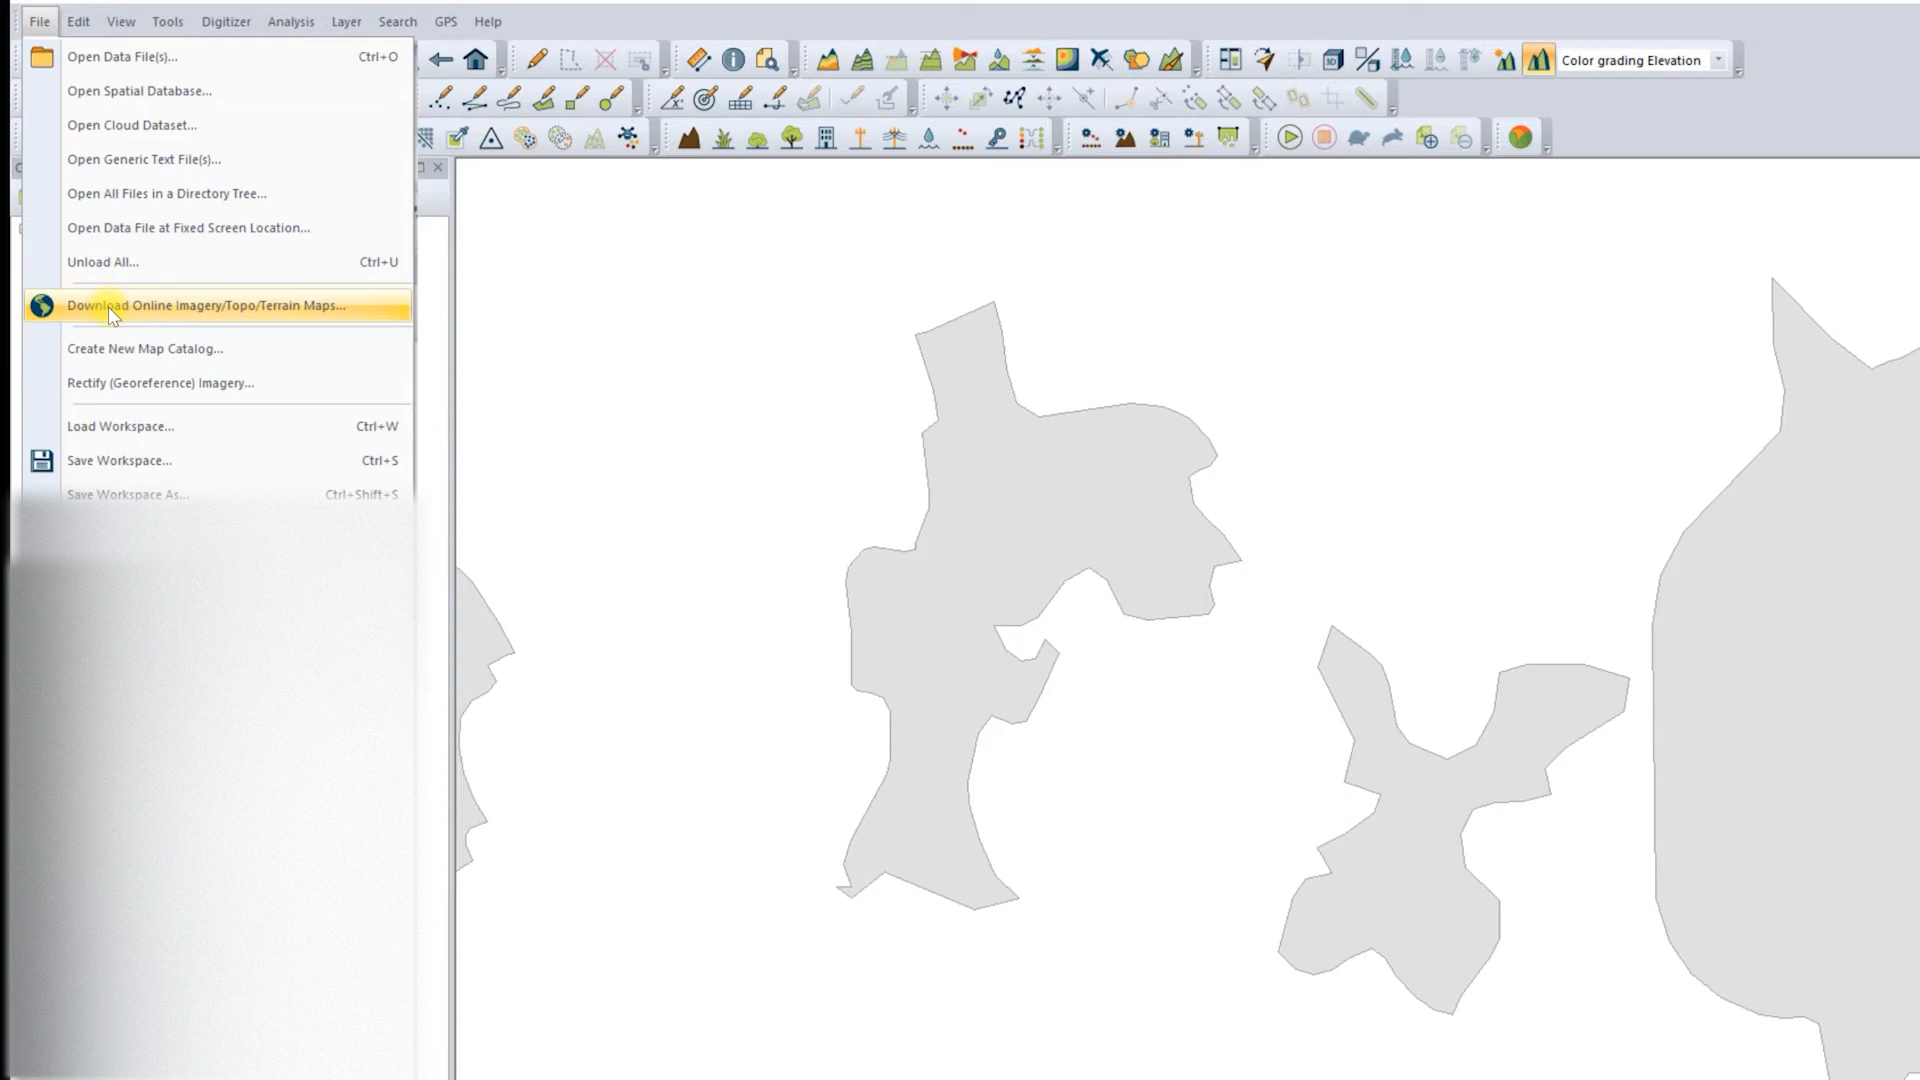 File Edit View Tools Digitizer Analysis Layer Search GPS Help
Open Data File(s)... Ctrl+O
Color grading Elevation
Open Spatial Database...
Open Cloud Dataset...
Open Generic Text File(s)...
Open All Files in a Directory Tree...
Open Data File at Fixed Screen Location...
Unload All... Ctrl+U
Download Online Imagery/Topo/Terrain Maps...
Create New Map Catalog...
Rectify (Georeference) Imagery...
Load Workspace... Ctrl+W
Save Workspace... Ctrl+S
Save Workspace As... Ctrl+Shift+S